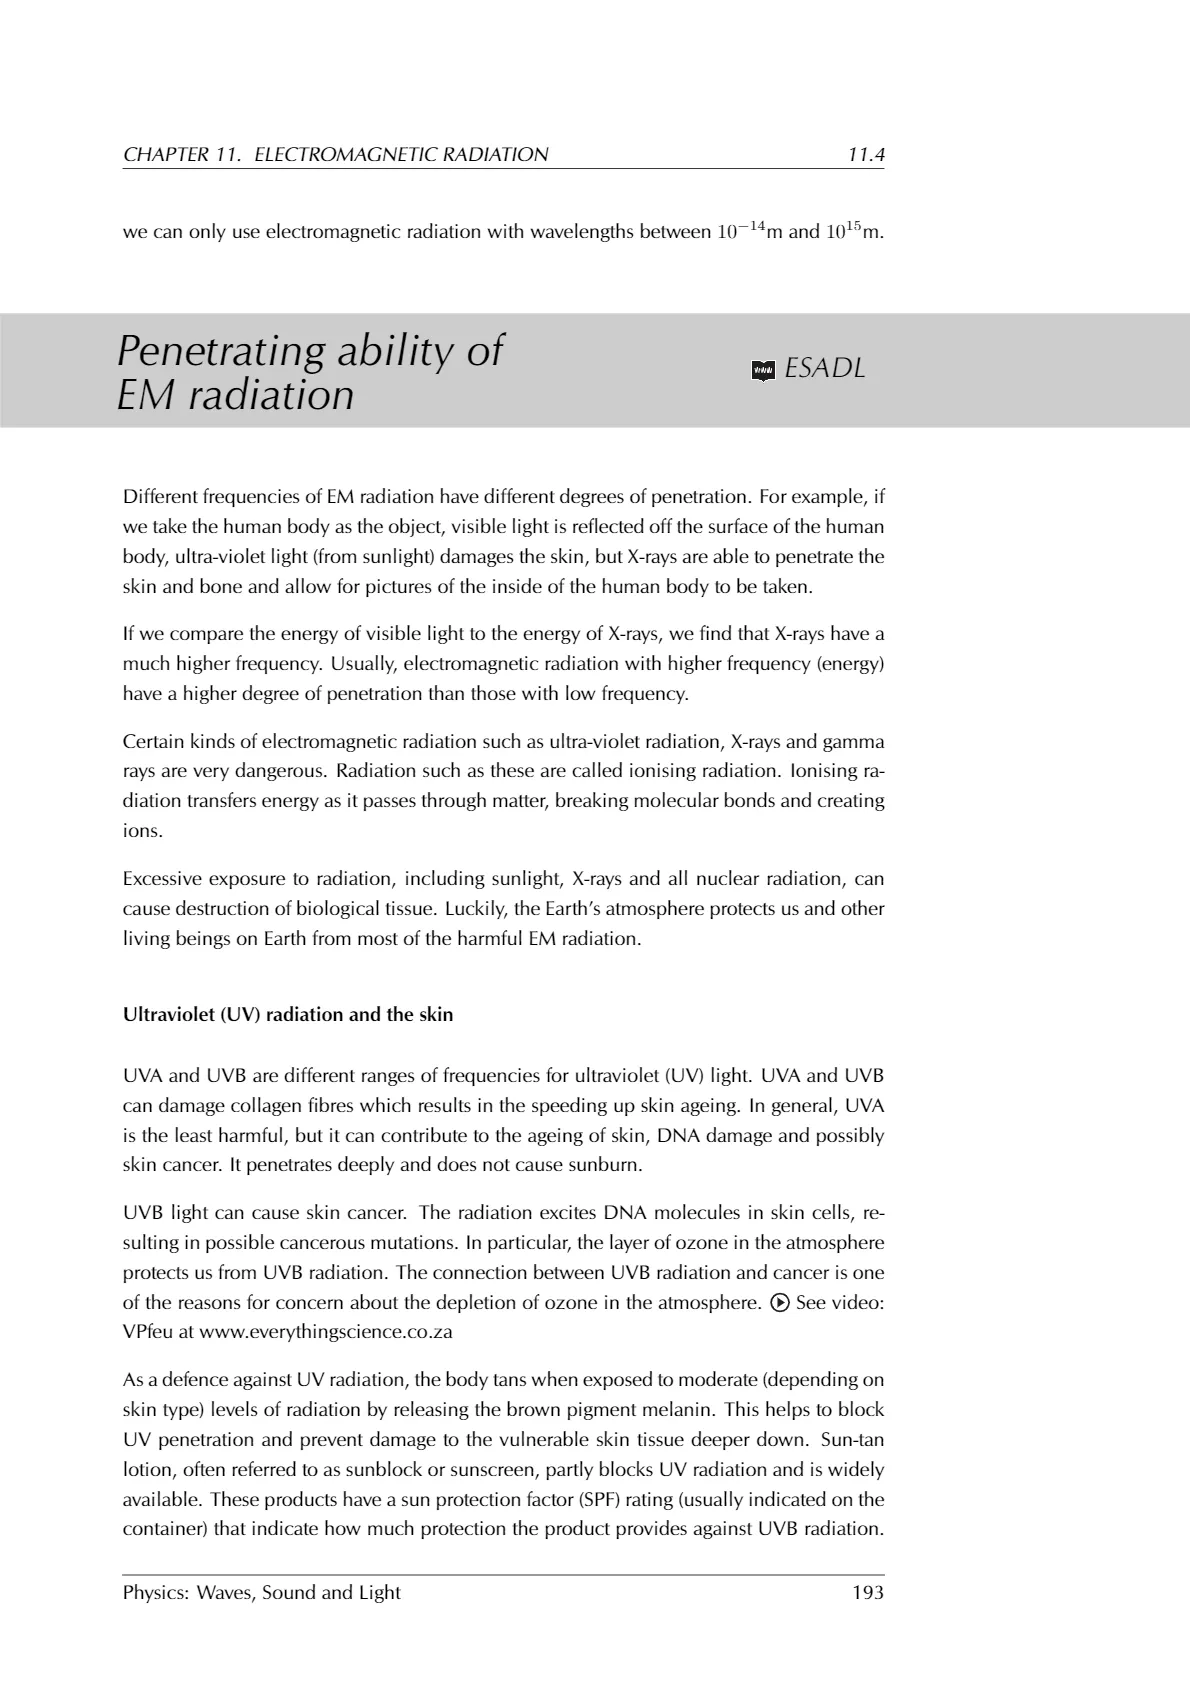 CHAPTER 11. ELECTROMAGNETIC RADIATION 11.4
we can only use electromagnetic radiation with wavelengths between 10⁻¹⁴m and 10¹⁵m.
Penetrating ability of
EM radiation
ESADL
Different frequencies of EM radiation have different degrees of penetration. For example, if
we take the human body as the object, visible light is reflected off the surface of the human
body, ultra-violet light (from sunlight) damages the skin, but X-rays are able to penetrate the
skin and bone and allow for pictures of the inside of the human body to be taken.
If we compare the energy of visible light to the energy of X-rays, we find that X-rays have a
much higher frequency. Usually, electromagnetic radiation with higher frequency (energy)
have a higher degree of penetration than those with low frequency.
Certain kinds of electromagnetic radiation such as ultra-violet radiation, X-rays and gamma
rays are very dangerous. Radiation such as these are called ionising radiation. Ionising ra-
diation transfers energy as it passes through matter, breaking molecular bonds and creating
ions.
Excessive exposure to radiation, including sunlight, X-rays and all nuclear radiation, can
cause destruction of biological tissue. Luckily, the Earth's atmosphere protects us and other
living beings on Earth from most of the harmful EM radiation.
Ultraviolet (UV) radiation and the skin
UVA and UVB are different ranges of frequencies for ultraviolet (UV) light. UVA and UVB
can damage collagen fibres which results in the speeding up skin ageing. In general, UVA
is the least harmful, but it can contribute to the ageing of skin, DNA damage and possibly
skin cancer. It penetrates deeply and does not cause sunburn.
UVB light can cause skin cancer. The radiation excites DNA molecules in skin cells, re-
sulting in possible cancerous mutations. In particular, the layer of ozone in the atmosphere
protects us from UVB radiation. The connection between UVB radiation and cancer is one
of the reasons for concern about the depletion of ozone in the atmosphere. See video:
VPfeu at www.everythingscience.co.za
As a defence against UV radiation, the body tans when exposed to moderate (depending on
skin type) levels of radiation by releasing the brown pigment melanin. This helps to block
UV penetration and prevent damage to the vulnerable skin tissue deeper down. Sun-tan
lotion, often referred to as sunblock or sunscreen, partly blocks UV radiation and is widely
available. These products have a sun protection factor (SPF) rating (usually indicated on the
container) that indicate how much protection the product provides against UVB radiation.
Physics: Waves, Sound and Light 193